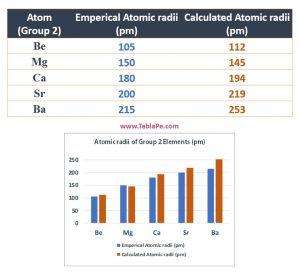 Atom Emperical Atomic radii Calculated Atomic radii
(Group 2) (pm) (pm)
Be 105 112
Mg 150 145
Ca 180 194
Sr 200 219
Ba 215 253
www.TablaPe.com
Atomic radii of Group 2 Elements (pm)
250
200
150
100
50
0
Be Mg Ca Sr Ba
Emperical Atomic radii (pm)
Calculated Atomic radii (pm)